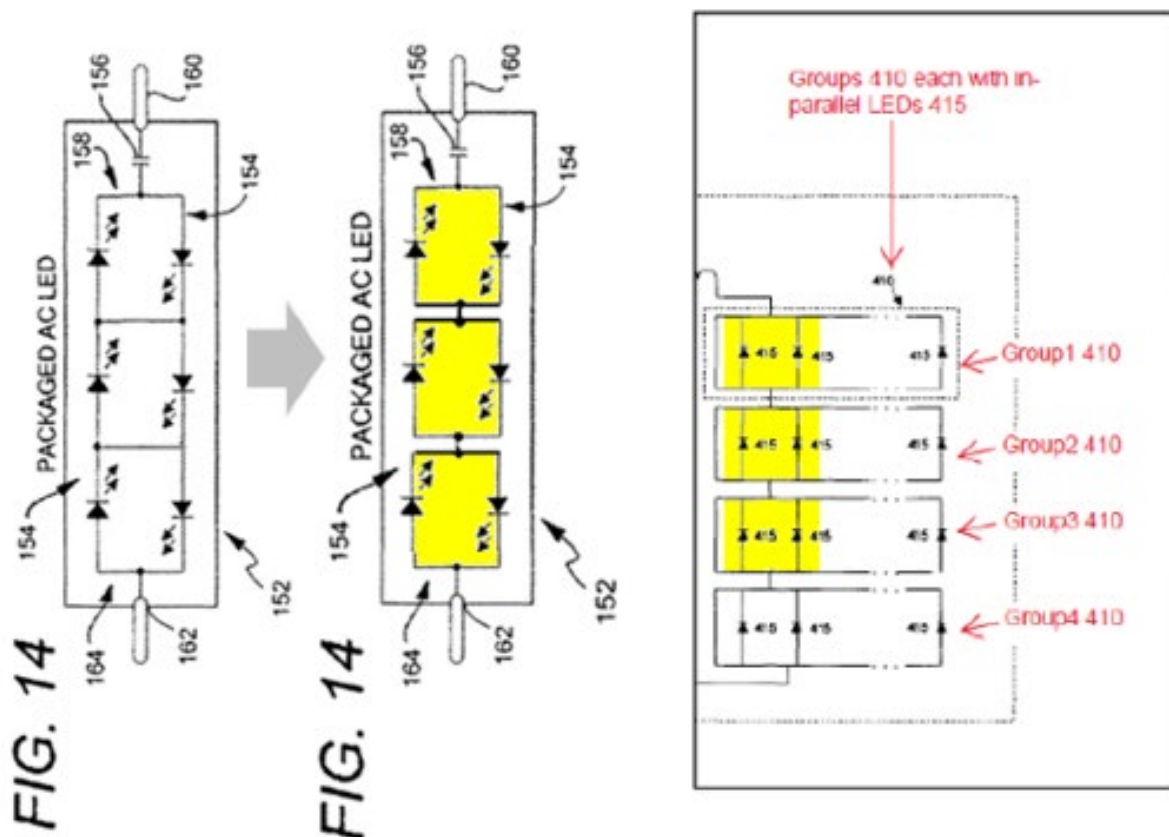 FIG. 14
PACKAGED AC LED
154
158
156
160
164
162
152
154
FIG. 14
PACKAGED AC LED
154
158
156
160
164
162
152
154
Groups 410 each with in-
parallel LEDs 415
410
415 415 415
Group1 410
415 415 415
Group2 410
415 415 415
Group3 410
415 415 415
Group4 410